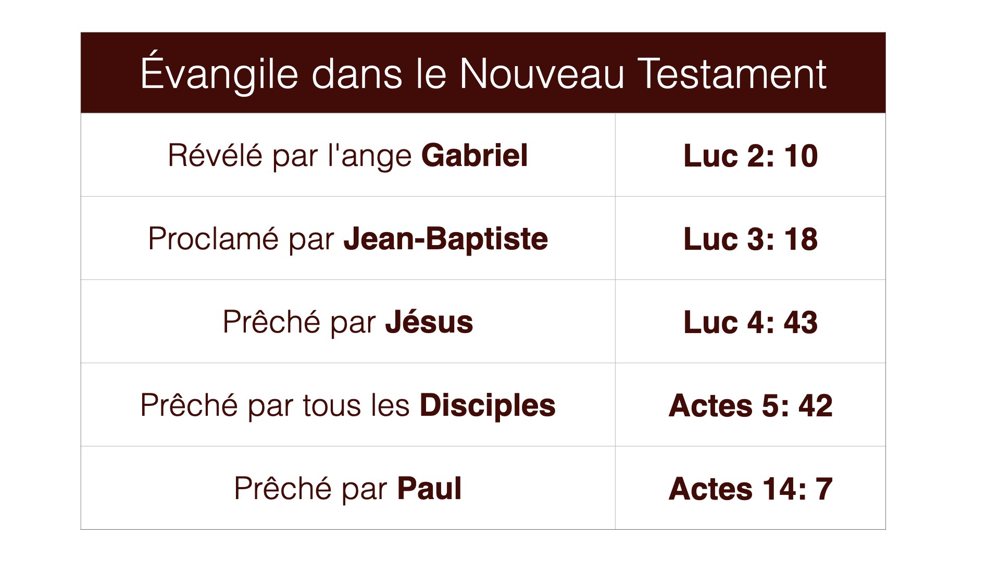 Évangile dans le Nouveau Testament
Révélé par l'ange Gabriel Luc 2: 10
Proclamé par Jean-Baptiste Luc 3: 18
Prêché par Jésus Luc 4: 43
Prêché par tous les Disciples Actes 5: 42
Prêché par Paul Actes 14: 7